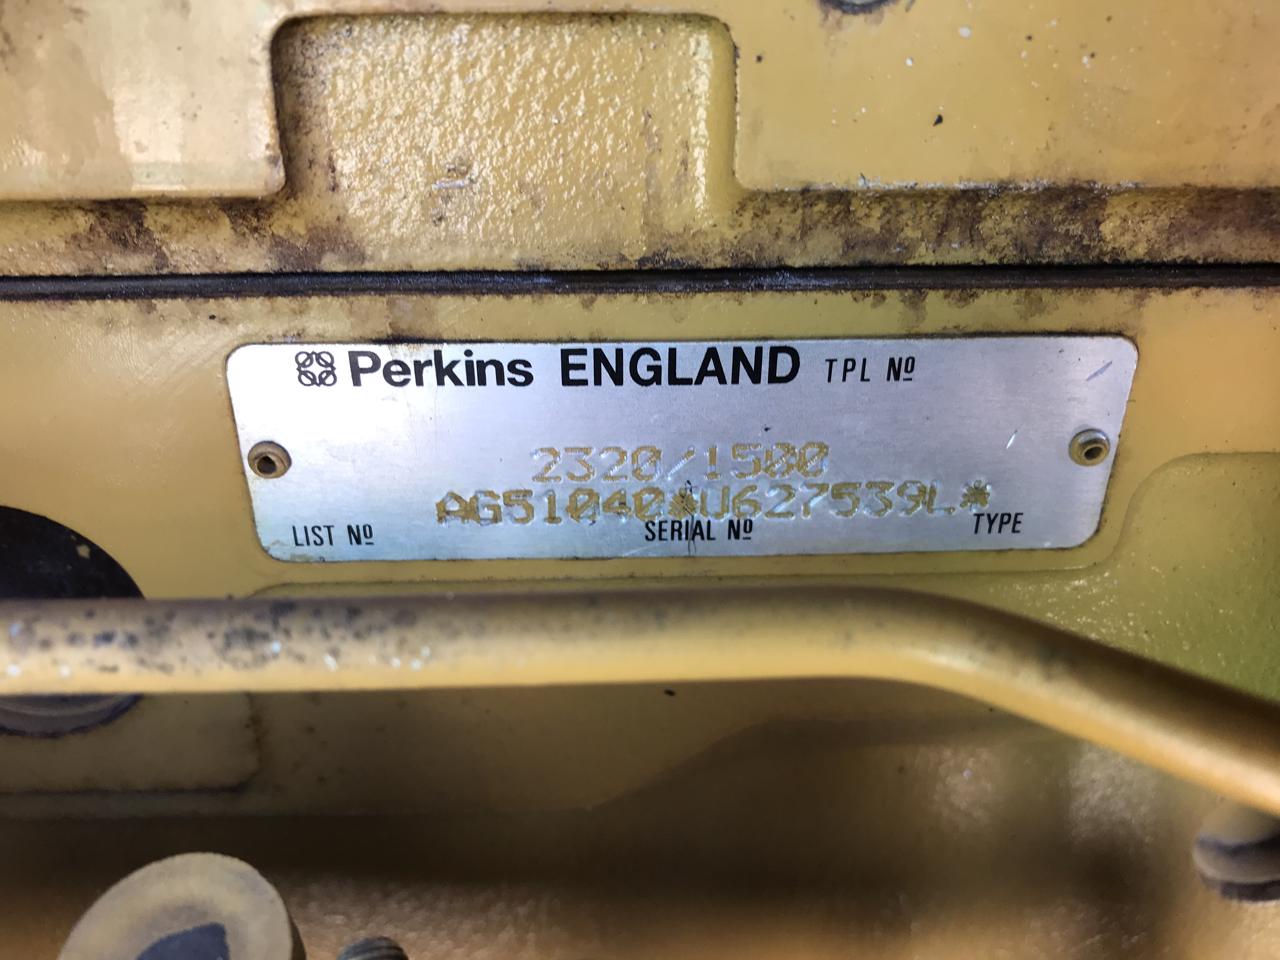 Perkins ENGLAND TPL Nº
2320/1500
AG51040*U627539L*
LIST Nº SERIAL Nº TYPE